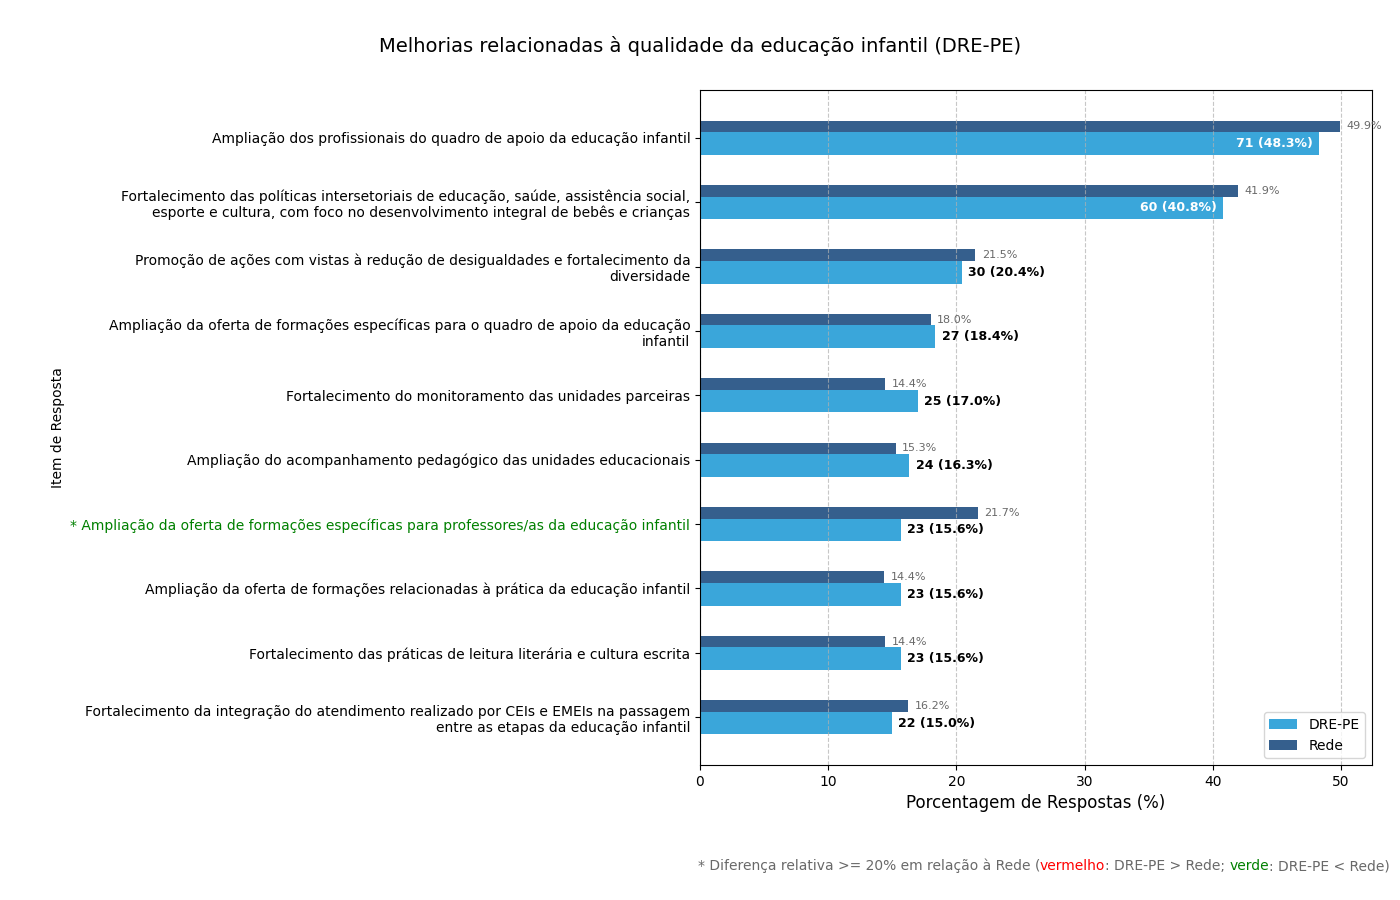 Melhorias relacionadas à qualidade da educação infantil (DRE-PE)
Ampliação dos profissionais do quadro de apoio da educação infantil
49.9%
71 (48.3%)
Fortalecimento das políticas intersetoriais de educação, saúde, assistência social,
esporte e cultura, com foco no desenvolvimento integral de bebês e crianças
41.9%
60 (40.8%)
Promoção de ações com vistas à redução de desigualdades e fortalecimento da
diversidade
21.5%
30 (20.4%)
Ampliação da oferta de formações específicas para o quadro de apoio da educação
infantil
18.0%
27 (18.4%)
Fortalecimento do monitoramento das unidades parceiras
14.4%
25 (17.0%)
Ampliação do acompanhamento pedagógico das unidades educacionais
15.3%
24 (16.3%)
* Ampliação da oferta de formações específicas para professores/as da educação infantil
21.7%
23 (15.6%)
Ampliação da oferta de formações relacionadas à prática da educação infantil
14.4%
23 (15.6%)
Fortalecimento das práticas de leitura literária e cultura escrita
14.4%
23 (15.6%)
Fortalecimento da integração do atendimento realizado por CEIs e EMEIs na passagem
entre as etapas da educação infantil
16.2%
22 (15.0%)
Item de Resposta
DRE-PE
Rede
0 10 20 30 40 50
Porcentagem de Respostas (%)
* Diferença relativa >= 20% em relação à Rede (vermelho: DRE-PE > Rede; verde: DRE-PE < Rede)